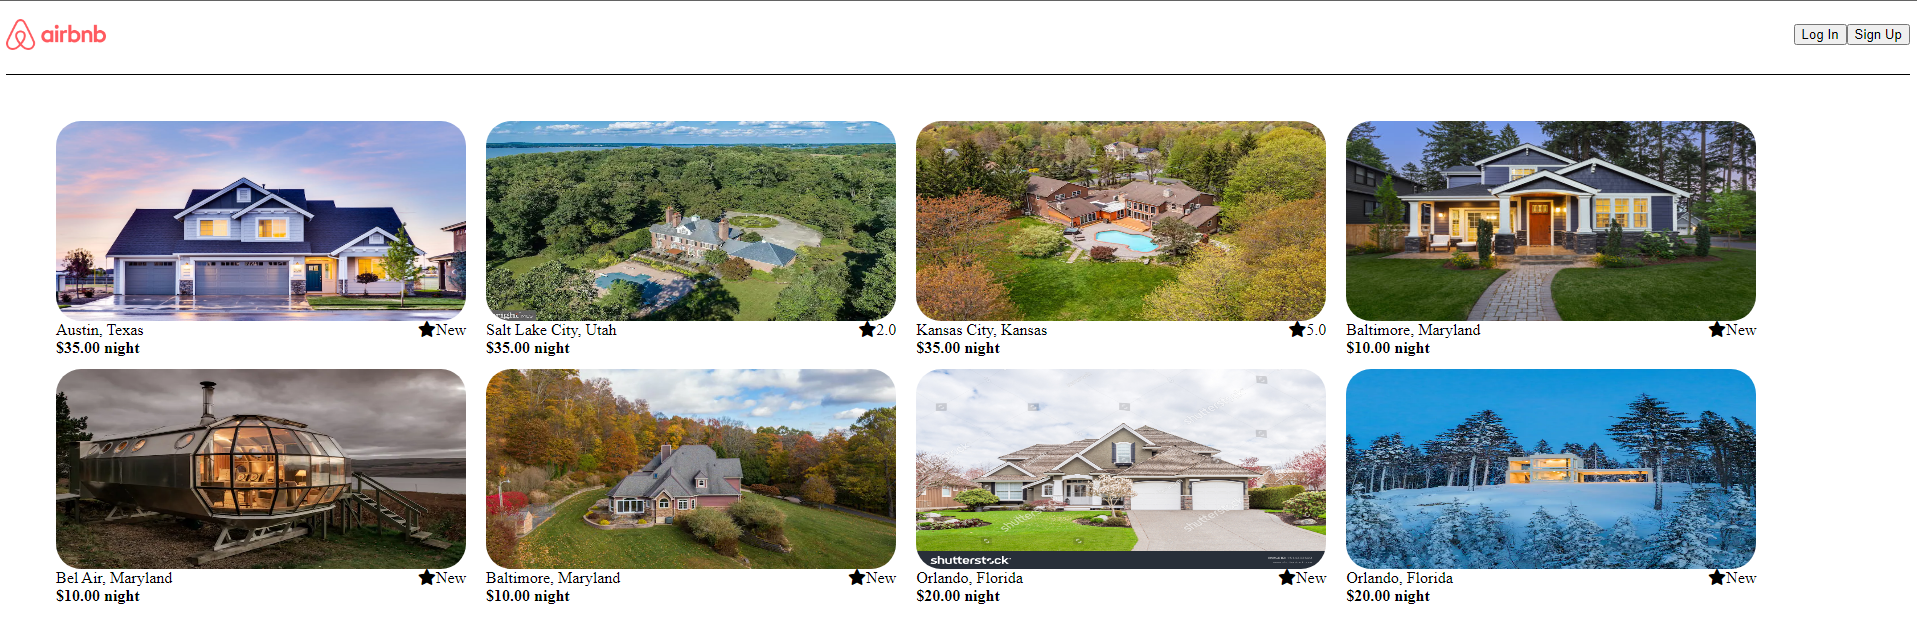 airbnb
Log In Sign Up
Austin, Texas ★New
$35.00 night
Salt Lake City, Utah ★2.0
$35.00 night
Kansas City, Kansas ★5.0
$35.00 night
Baltimore, Maryland ★New
$10.00 night
Bel Air, Maryland ★New
$10.00 night
Baltimore, Maryland ★New
$10.00 night
shutterstock
Orlando, Florida ★New
$20.00 night
Orlando, Florida ★New
$20.00 night